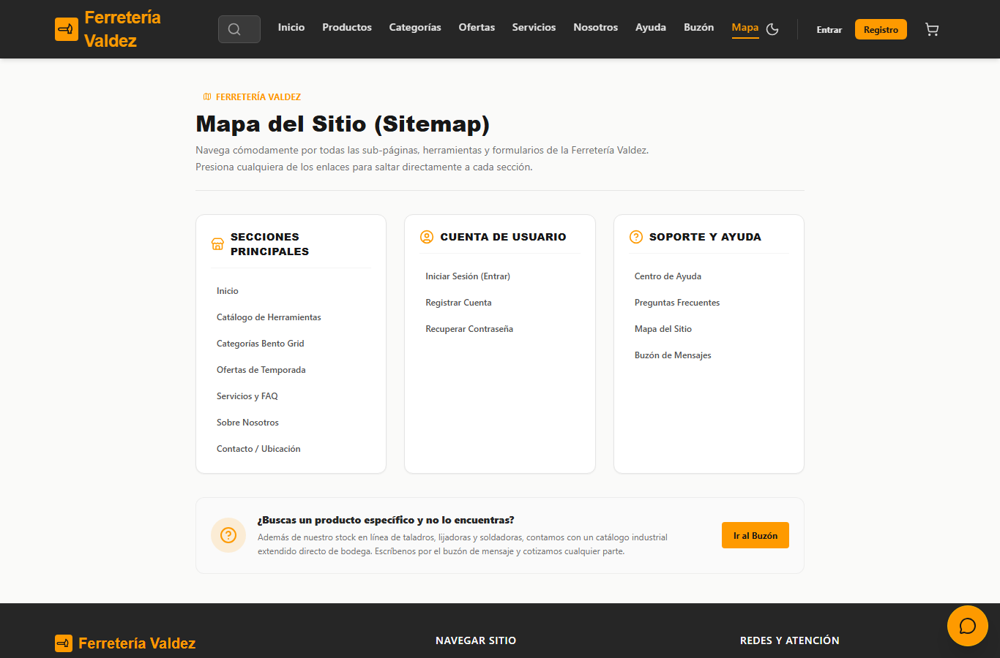 Ferretería
Valdez
Inicio
Productos
Categorías
Ofertas
Servicios
Nosotros
Ayuda
Buzón
Mapa
Entrar
Registro
FERRETERÍA VALDEZ
Mapa del Sitio (Sitemap)
Navega cómodamente por todas las sub-páginas, herramientas y formularios de la Ferretería Valdez.
Presiona cualquiera de los enlaces para saltar directamente a cada sección.
SECCIONES
PRINCIPALES
Inicio
Catálogo de Herramientas
Categorías Bento Grid
Ofertas de Temporada
Servicios y FAQ
Sobre Nosotros
Contacto / Ubicación
CUENTA DE USUARIO
Iniciar Sesión (Entrar)
Registrar Cuenta
Recuperar Contraseña
SOPORTE Y AYUDA
Centro de Ayuda
Preguntas Frecuentes
Mapa del Sitio
Buzón de Mensajes
¿Buscas un producto específico y no lo encuentras?
Además de nuestro stock en línea de taladros, lijadoras y soldadoras, contamos con un catálogo industrial
extendido directo de bodega. Escríbenos por el buzón de mensaje y cotizamos cualquier parte.
Ir al Buzón
Ferretería Valdez
NAVEGAR SITIO
REDES Y ATENCIÓN